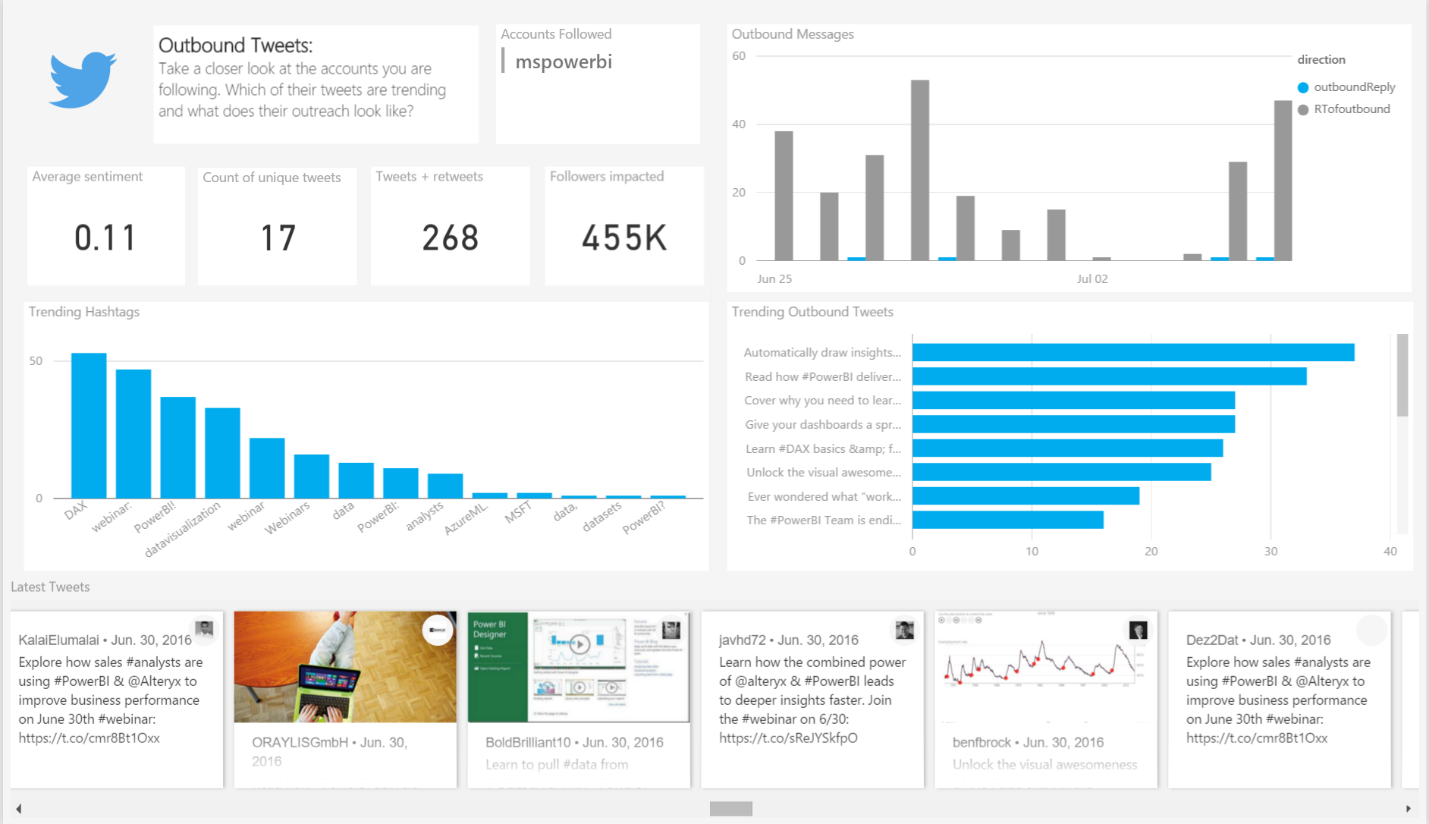 Outbound Tweets:
Take a closer look at the accounts you are
following. Which of their tweets are trending
and what does their outreach look like?
Accounts Followed
mspowerbi
Average sentiment
0.11
Count of unique tweets
17
Tweets + retweets
268
Followers impacted
455K
Outbound Messages
60
40
20
0
Jun 25
Jul 02
direction
outboundReply
RTofoutbound
Trending Hashtags
50
0
DAX
webinar:
PowerBI!
datavisualization
webinar
Webinars
data
PowerBI:
analysts
AzureML
MSFT
data,
datasets
PowerBI?
Trending Outbound Tweets
Automatically draw insights...
Read how #PowerBI deliver...
Cover why you need to lear...
Give your dashboards a spr...
Learn #DAX basics &amp; f...
Unlock the visual awesome...
Ever wondered what "work...
The #PowerBI Team is endi...
0
10
20
30
40
Latest Tweets
KalaiElumalai • Jun. 30, 2016
Explore how sales #analysts are
using #PowerBI & @Alteryx to
improve business performance
on June 30th #webinar:
https://t.co/cmr8Bt1Oxx
ORAYLISGmbH • Jun. 30,
2016
Power BI
Designer
BoldBrilliant10 • Jun. 30, 2016
Learn to pull #data from
javhd72 • Jun. 30, 2016
Learn how the combined power
of @alteryx & #PowerBI leads
to deeper insights faster. Join
the #webinar on 6/30:
https://t.co/sReJYSkfpO
benfbrock • Jun. 30, 2016
Unlock the visual awesomeness
Dez2Dat • Jun. 30, 2016
Explore how sales #analysts are
using #PowerBI & @Alteryx to
improve business performance
on June 30th #webinar:
https://t.co/cmr8Bt1Oxx